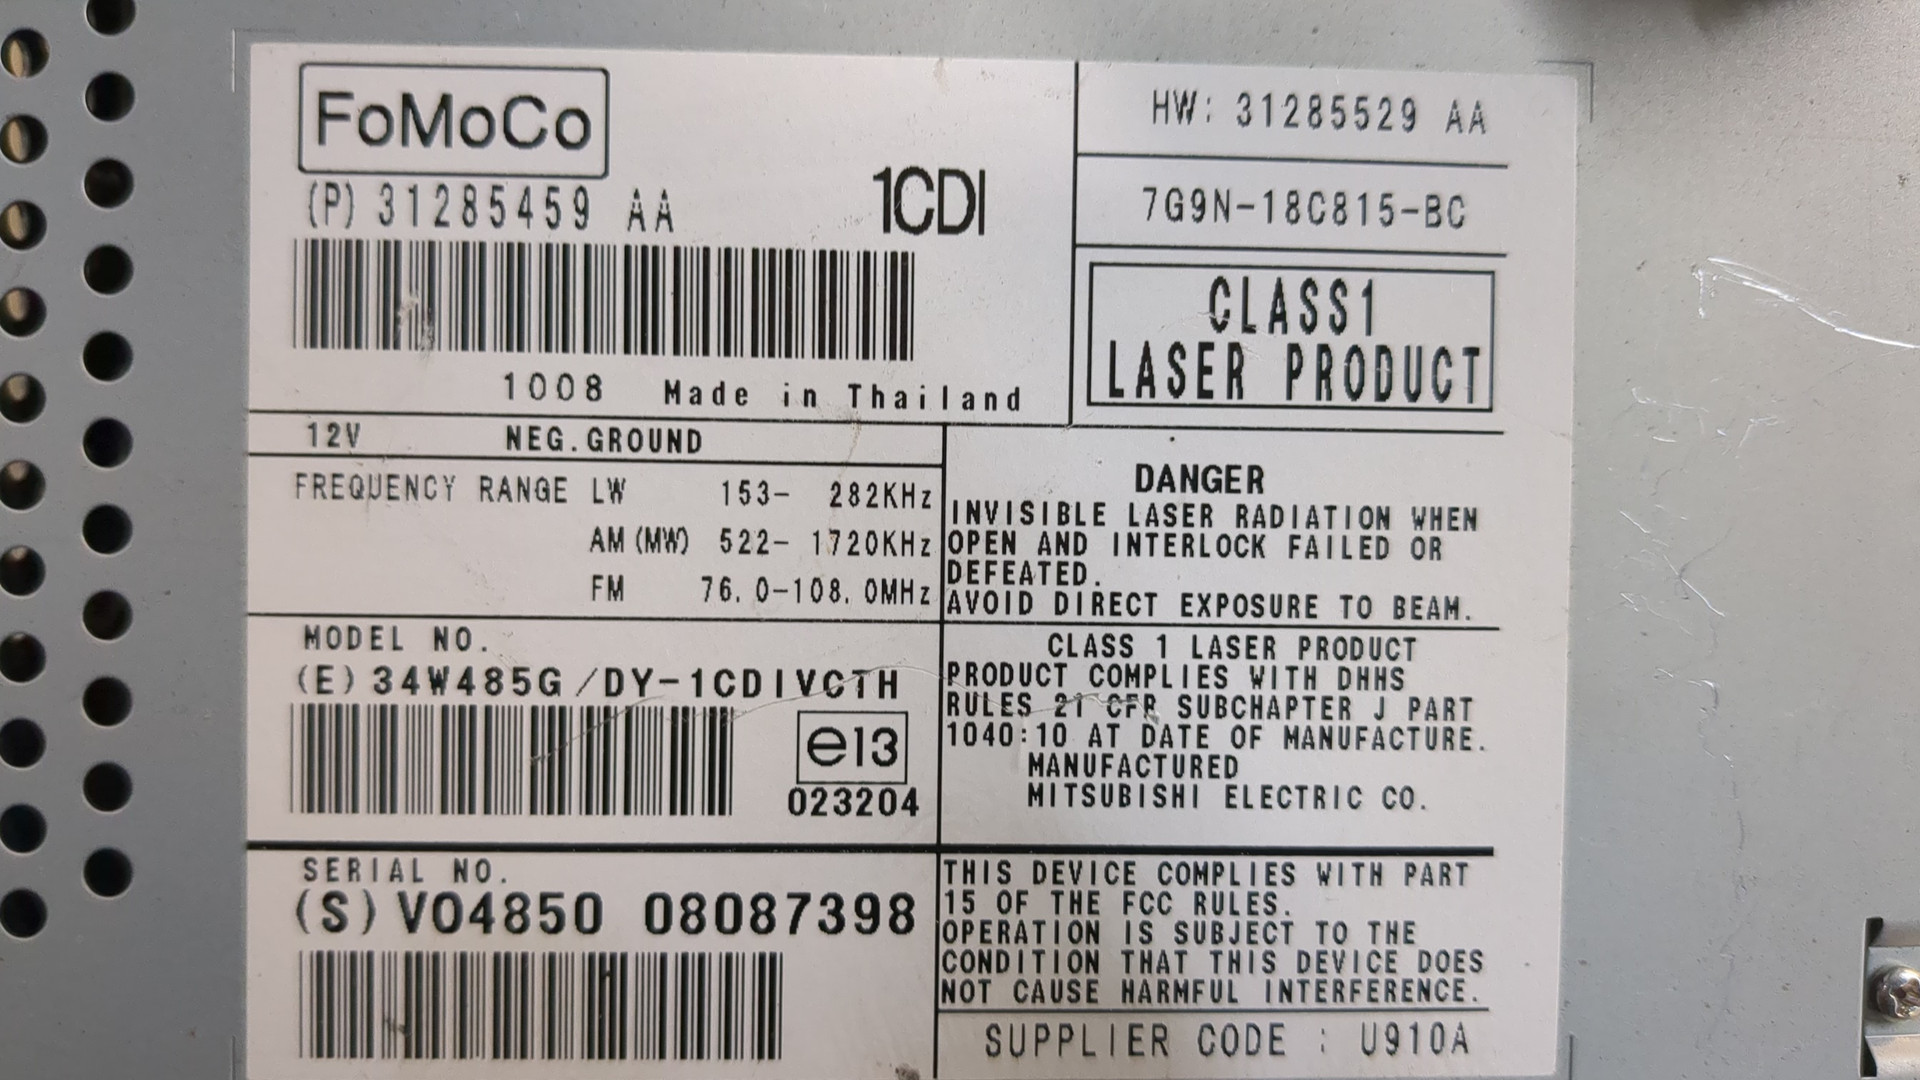 FoMoCo
(P) 31285459 AA
1CDI
1008 Made in Thailand
HW: 31285529 AA
7G9N-18C815-BC
CLASS1
LASER PRODUCT
12V NEG.GROUND
FREQUENCY RANGE LW 153- 282KHz
AM (MW) 522- 1720KHz
FM 76.0-108.0MHz
DANGER
INVISIBLE LASER RADIATION WHEN
OPEN AND INTERLOCK FAILED OR
DEFEATED.
AVOID DIRECT EXPOSURE TO BEAM.
MODEL NO.
(E) 34W485G/DY-1CDIVCTH
e13
023204
CLASS 1 LASER PRODUCT
PRODUCT COMPLIES WITH DHHS
RULES 21 CFR SUBCHAPTER J PART
1040:10 AT DATE OF MANUFACTURE.
MANUFACTURED
MITSUBISHI ELECTRIC CO.
SERIAL NO.
(S) VO4850 08087398
THIS DEVICE COMPLIES WITH PART
15 OF THE FCC RULES.
OPERATION IS SUBJECT TO THE
CONDITION THAT THIS DEVICE DOES
NOT CAUSE HARMFUL INTERFERENCE.
SUPPLIER CODE : U910A